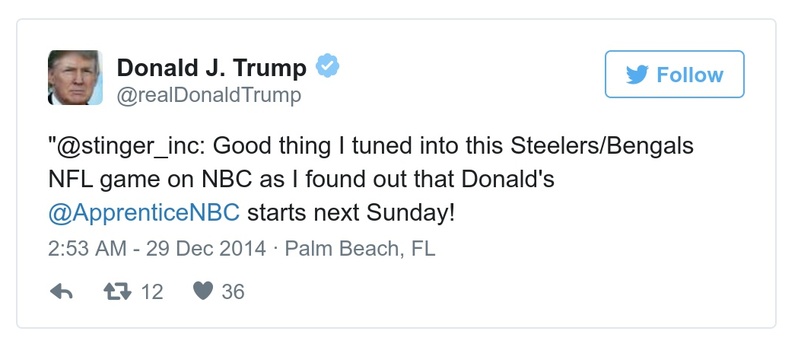 Donald J. Trump
@realDonaldTrump
Follow
"@stinger_inc: Good thing I tuned into this Steelers/Bengals
NFL game on NBC as I found out that Donald's
@ApprenticeNBC starts next Sunday!
2:53 AM - 29 Dec 2014 · Palm Beach, FL
12 36